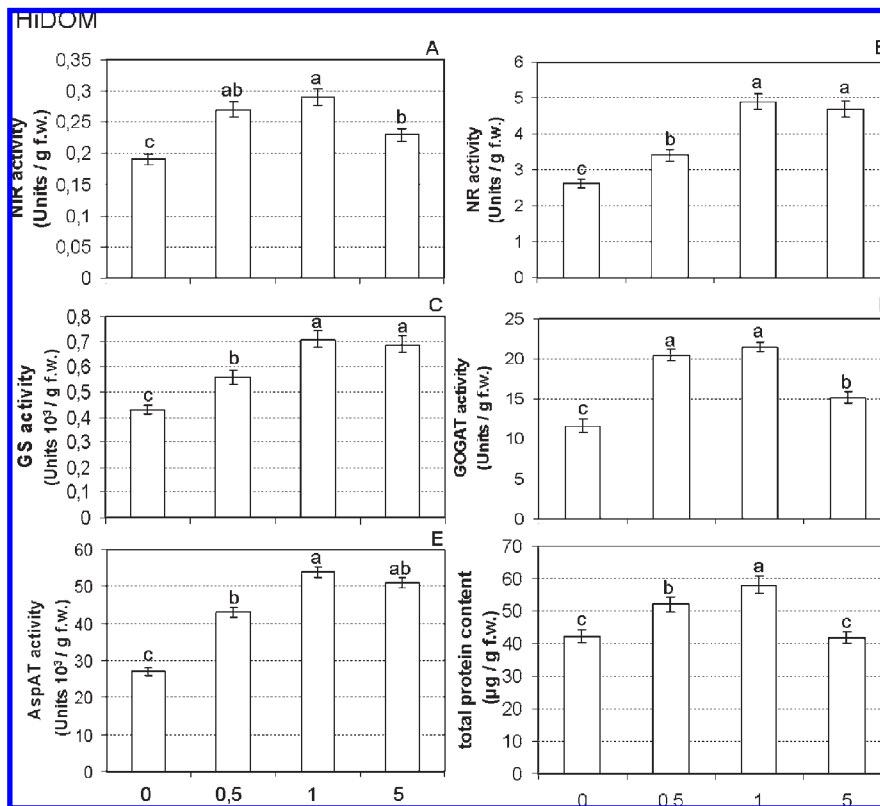 HiDOM
A
NiR activity
(Units / g f.w.)
0,35
0,3
0,25
0,2
0,15
0,1
0,05
0
c
ab
a
b
NR activity
(Units / g f.w.)
6
5
4
3
2
1
0
c
b
a
a
C
GS activity
(Units 10³ / g f.w.)
0,8
0,7
0,6
0,5
0,4
0,3
0,2
0,1
0
c
b
a
a
GOGAT activity
(Units / g f.w.)
25
20
15
10
5
0
c
a
a
b
E
AspAT activity
(Units 10³ / g f.w.)
60
50
40
30
20
10
0
c
b
a
ab
0 0,5 1 5
total protein content
(µg / g f.w.)
70
60
50
40
30
20
10
0
c
b
a
c
0 0,5 1 5